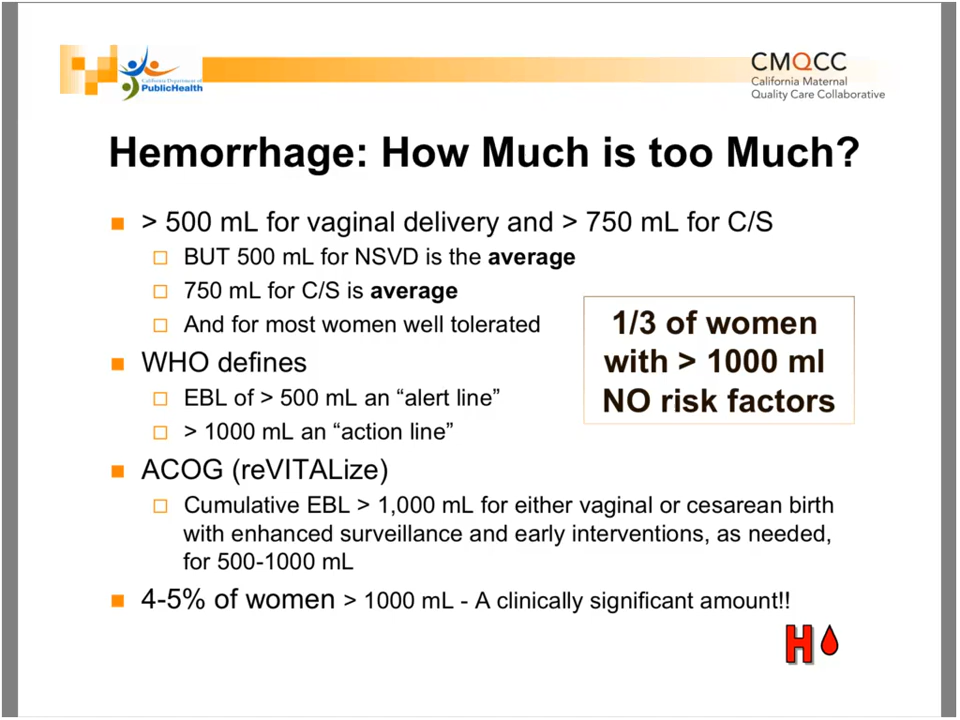 California Department of
PublicHealth
CMQCC
California Maternal
Quality Care Collaborative
Hemorrhage: How Much is too Much?
> 500 mL for vaginal delivery and > 750 mL for C/S
BUT 500 mL for NSVD is the average
750 mL for C/S is average
And for most women well tolerated
1/3 of women
with > 1000 ml
NO risk factors
WHO defines
EBL of > 500 mL an “alert line”
> 1000 mL an “action line”
ACOG (reVITALize)
Cumulative EBL > 1,000 mL for either vaginal or cesarean birth
with enhanced surveillance and early interventions, as needed,
for 500-1000 mL
4-5% of women > 1000 mL - A clinically significant amount!!
H